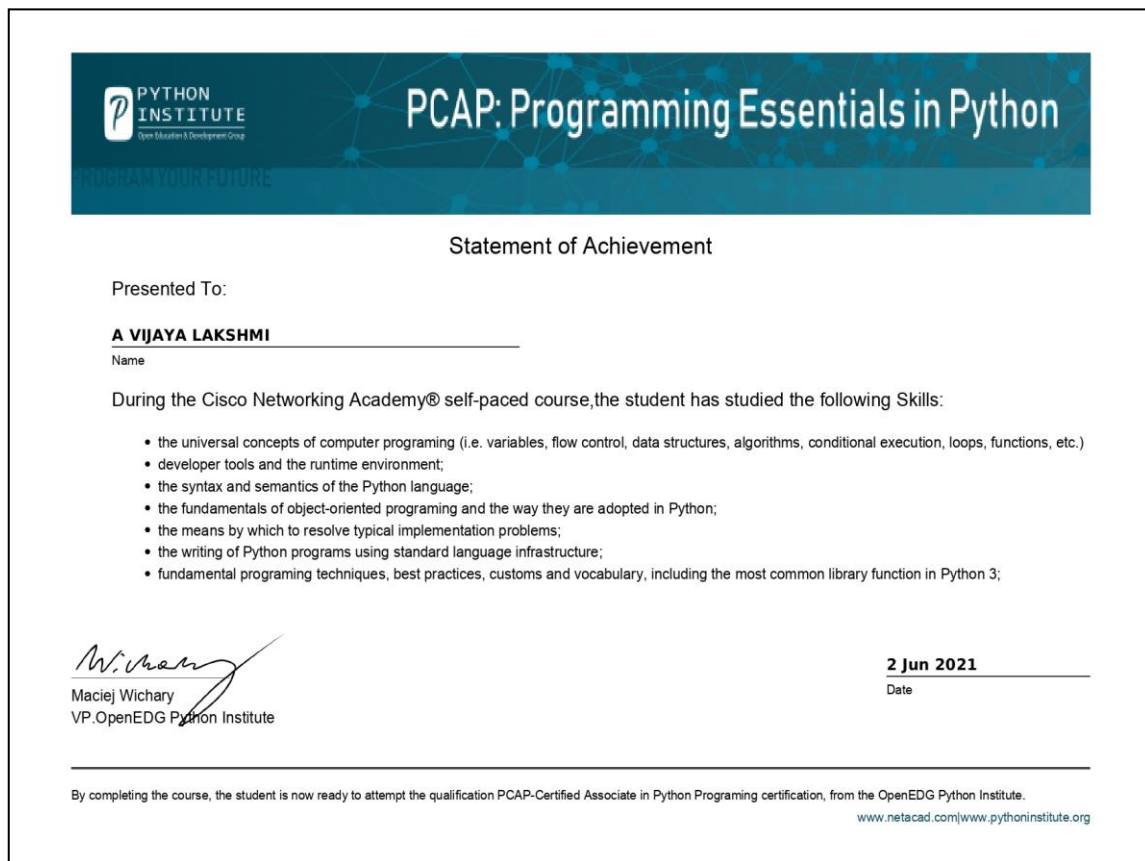 PYTHON
INSTITUTE
Open Education & Development Group
PCAP: Programming Essentials in Python
PROGRAM YOUR FUTURE
Statement of Achievement
Presented To:
A VIJAYA LAKSHMI
Name
During the Cisco Networking Academy® self-paced course,the student has studied the following Skills:
• the universal concepts of computer programing (i.e. variables, flow control, data structures, algorithms, conditional execution, loops, functions, etc.)
• developer tools and the runtime environment;
• the syntax and semantics of the Python language;
• the fundamentals of object-oriented programing and the way they are adopted in Python;
• the means by which to resolve typical implementation problems;
• the writing of Python programs using standard language infrastructure;
• fundamental programing techniques, best practices, customs and vocabulary, including the most common library function in Python 3;
Wichary
Maciej Wichary
VP.OpenEDG Python Institute
2 Jun 2021
Date
By completing the course, the student is now ready to attempt the qualification PCAP-Certified Associate in Python Programing certification, from the OpenEDG Python Institute.
www.netacad.com|www.pythoninstitute.org